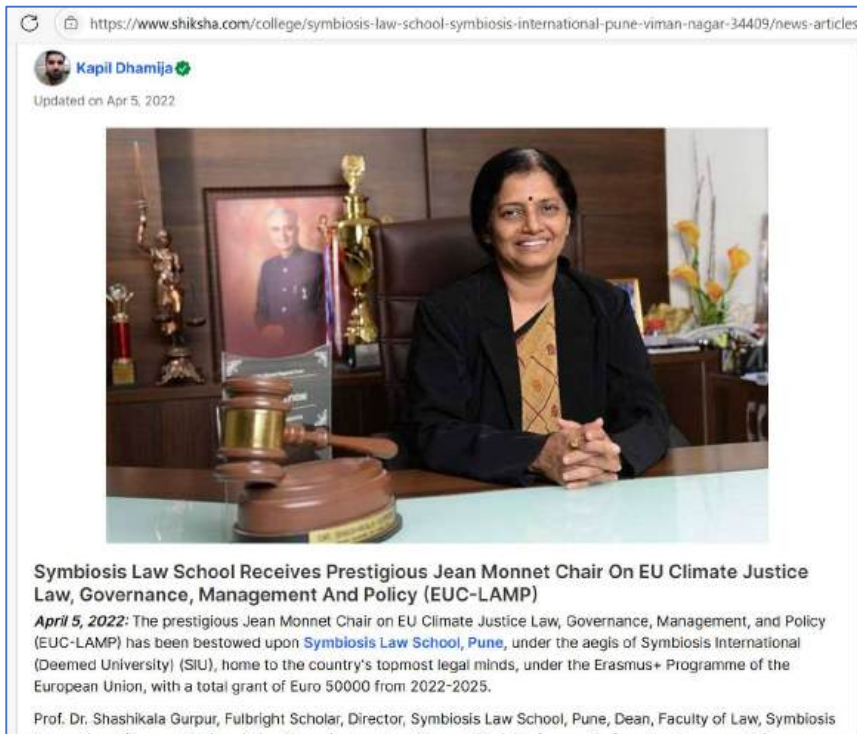 https://www.shiksha.com/college/symbiosis-law-school-symbiosis-international-pune-viman-nagar-34409/news-articles
Kapil Dhamija
Updated on Apr 5, 2022
Symbiosis Law School Receives Prestigious Jean Monnet Chair On EU Climate Justice
Law, Governance, Management And Policy (EUC-LAMP)
April 5, 2022: The prestigious Jean Monnet Chair on EU Climate Justice Law, Governance, Management, and Policy
(EUC-LAMP) has been bestowed upon Symbiosis Law School, Pune, under the aegis of Symbiosis International
(Deemed University) (SIU), home to the country's topmost legal minds, under the Erasmus+ Programme of the
European Union, with a total grant of Euro 50000 from 2022-2025.
Prof. Dr. Shashikala Gurpur, Fulbright Scholar, Director, Symbiosis Law School, Pune, Dean, Faculty of Law, Symbiosis